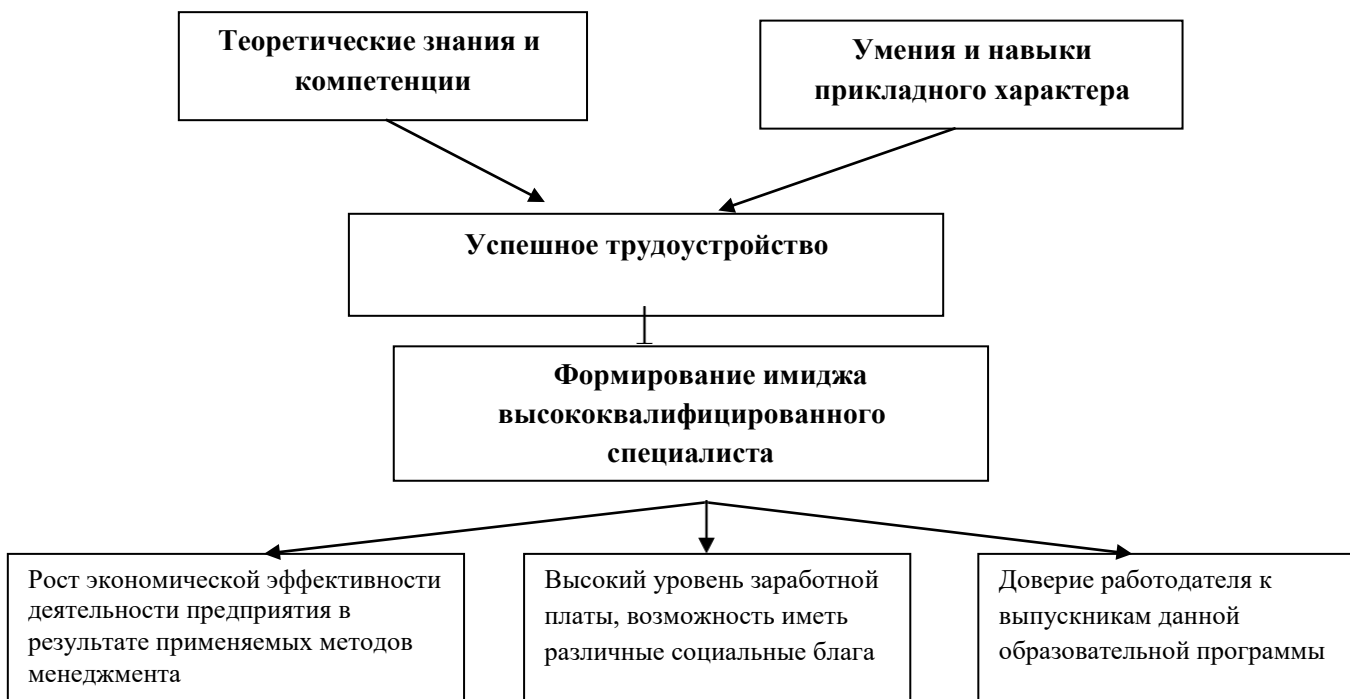 Теоретические знания и
компетенции
Умения и навыки
прикладного характера
Успешное трудоустройство
Формирование имиджа
высококвалифицированного
специалиста
Рост экономической эффективности
деятельности предприятия в
результате применяемых методов
менеджмента
Высокий уровень заработной
платы, возможность иметь
различные социальные блага
Доверие работодателя к
выпускникам данной
образовательной программы